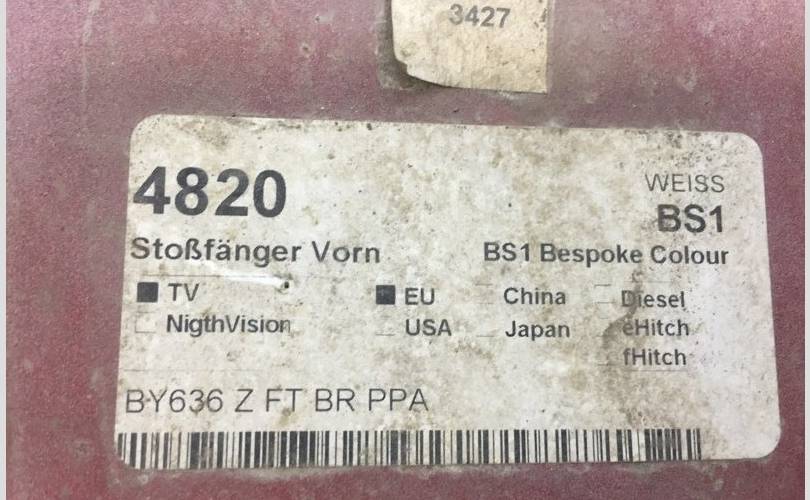 3427
4820
WEISS
BS1
Stoßfänger Vorn
BS1 Bespoke Colour
TV EU China Diesel
NigthVision USA Japan eHitch
fHitch
BY636 Z FT BR PPA